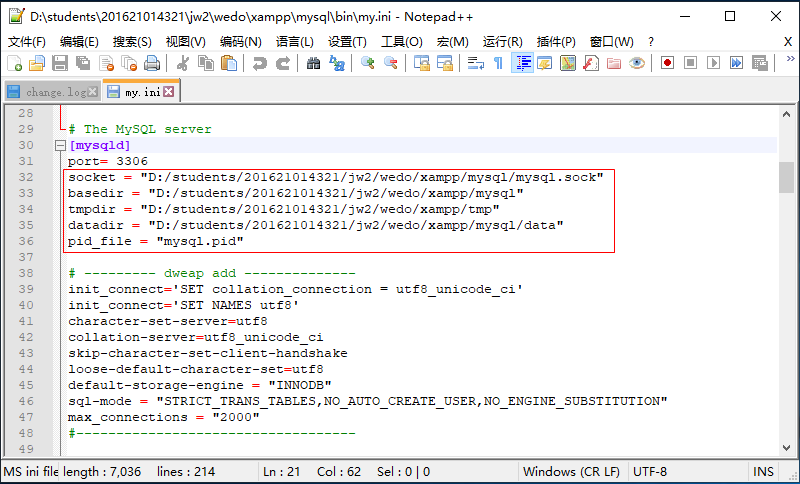 D:\students\201621014321\jw2\wedo\xampp\mysql\bin\my.ini - Notepad++
文件(F) 编辑(E) 搜索(S) 视图(V) 编码(N) 语言(L) 设置(T) 工具(O) 宏(M) 运行(R) 插件(P) 窗口(W) ? X
change.log my.ini
28
29 # The MySQL server
30 [mysqld]
31 port= 3306
32 socket = "D:/students/201621014321/jw2/wedo/xampp/mysql/mysql.sock"
33 basedir = "D:/students/201621014321/jw2/wedo/xampp/mysql"
34 tmpdir = "D:/students/201621014321/jw2/wedo/xampp/tmp"
35 datadir = "D:/students/201621014321/jw2/wedo/xampp/mysql/data"
36 pid_file = "mysql.pid"
37
38 # --------- dweap add --------------
39 init_connect='SET collation_connection = utf8_unicode_ci'
40 init_connect='SET NAMES utf8'
41 character-set-server=utf8
42 collation-server=utf8_unicode_ci
43 skip-character-set-client-handshake
44 loose-default-character-set=utf8
45 default-storage-engine = "INNODB"
46 sql-mode = "STRICT_TRANS_TABLES,NO_AUTO_CREATE_USER,NO_ENGINE_SUBSTITUTION"
47 max_connections = "2000"
48 #-----------------------------------
49
MS ini file length : 7,036 lines : 214 Ln : 21 Col : 62 Sel : 0 | 0 Windows (CR LF) UTF-8 INS